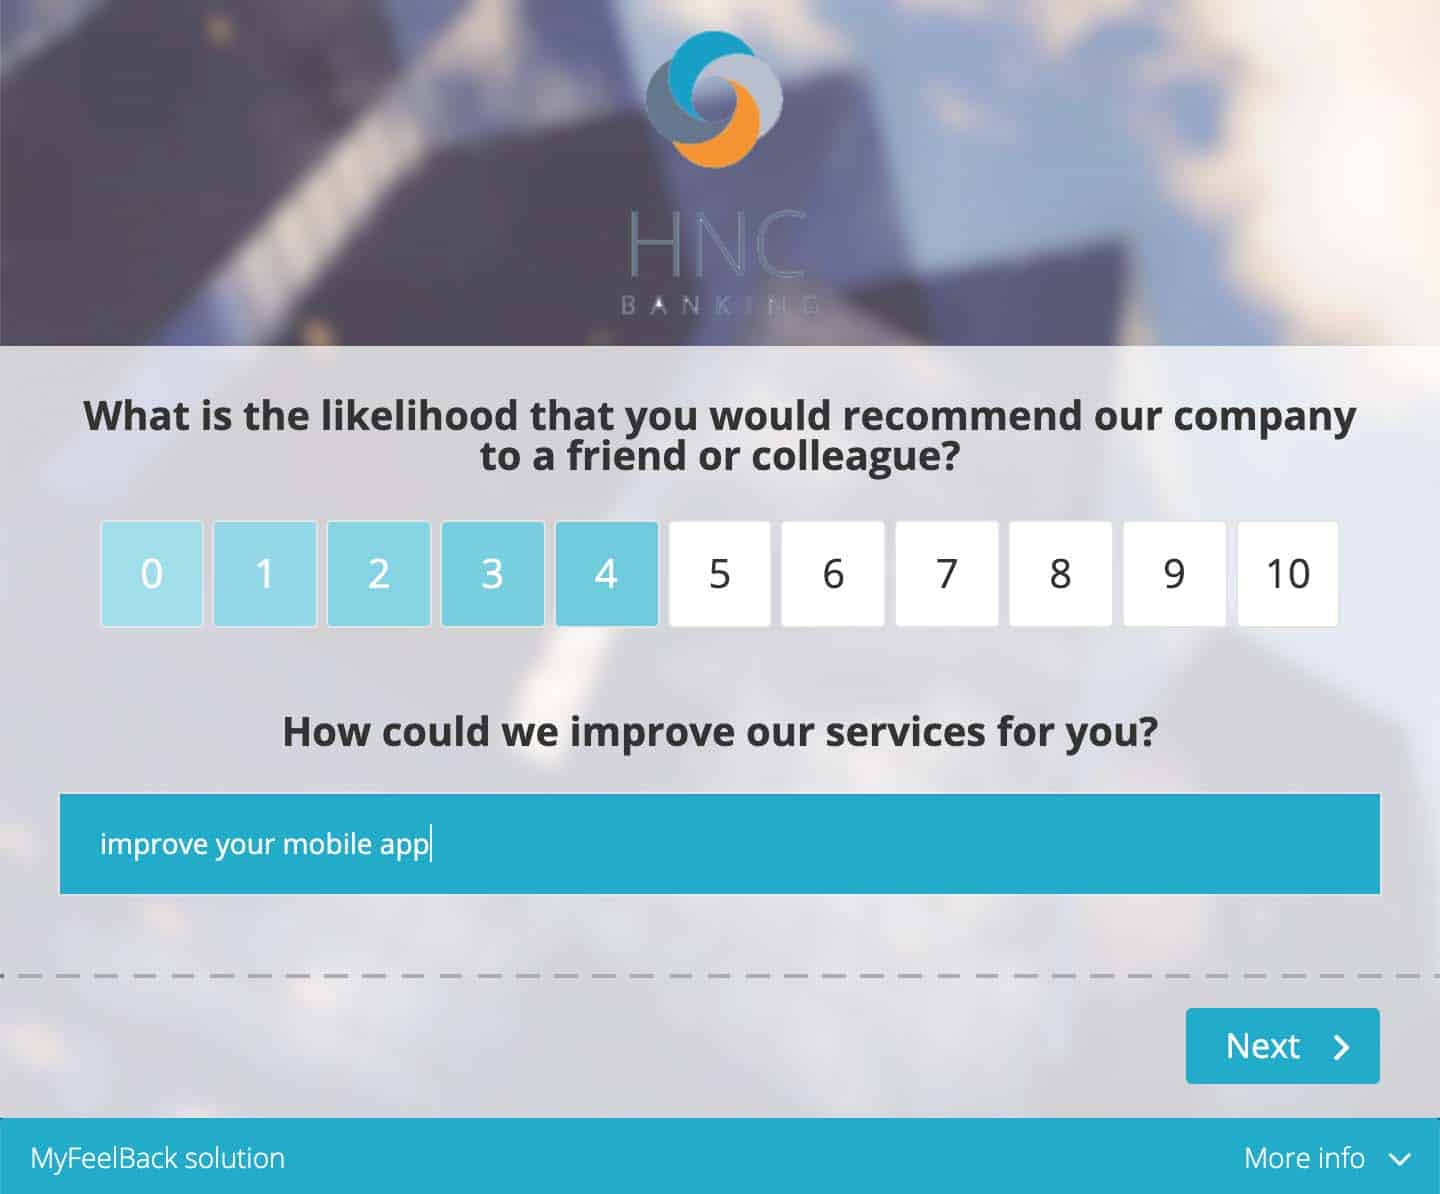 HNC
BANKING
What is the likelihood that you would recommend our company
to a friend or colleague?
0 1 2 3 4 5 6 7 8 9 10
How could we improve our services for you?
improve your mobile app
Next
MyFeelBack solution
More info